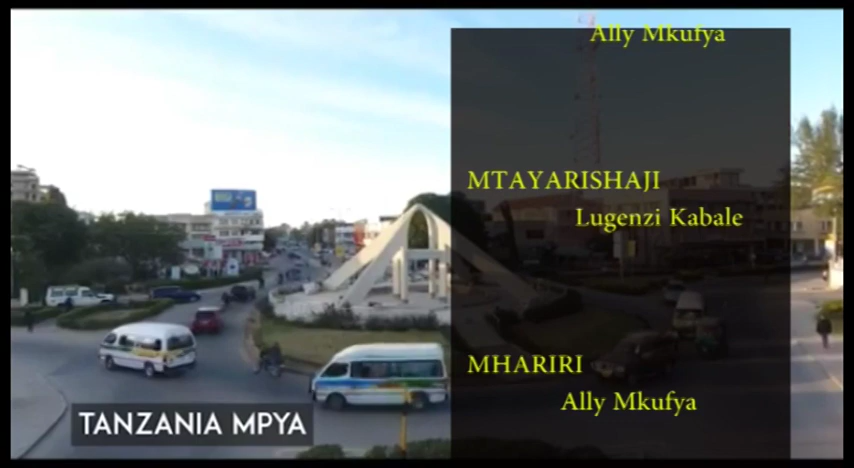 Ally Mkufya
MTAYARISHAJI
Lugenzi Kabale
MHARIRI
Ally Mkufya
TANZANIA MPYA